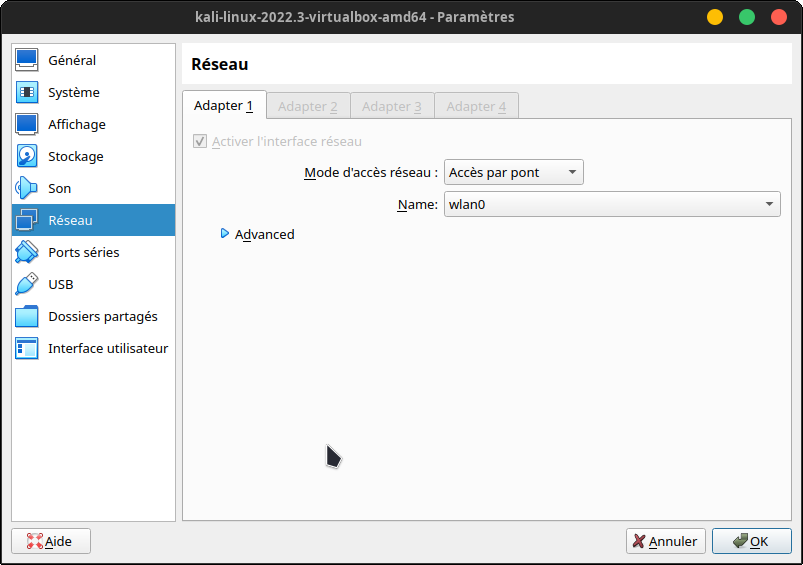 kali-linux-2022.3-virtualbox-amd64 - Paramètres
Général
Système
Affichage
Stockage
Son
Réseau
Ports séries
USB
Dossiers partagés
Interface utilisateur
Réseau
Adapter 1 Adapter 2 Adapter 3 Adapter 4
Activer l'interface réseau
Mode d'accès réseau : Accès par pont
Name: wlan0
Advanced
Aide Annuler OK